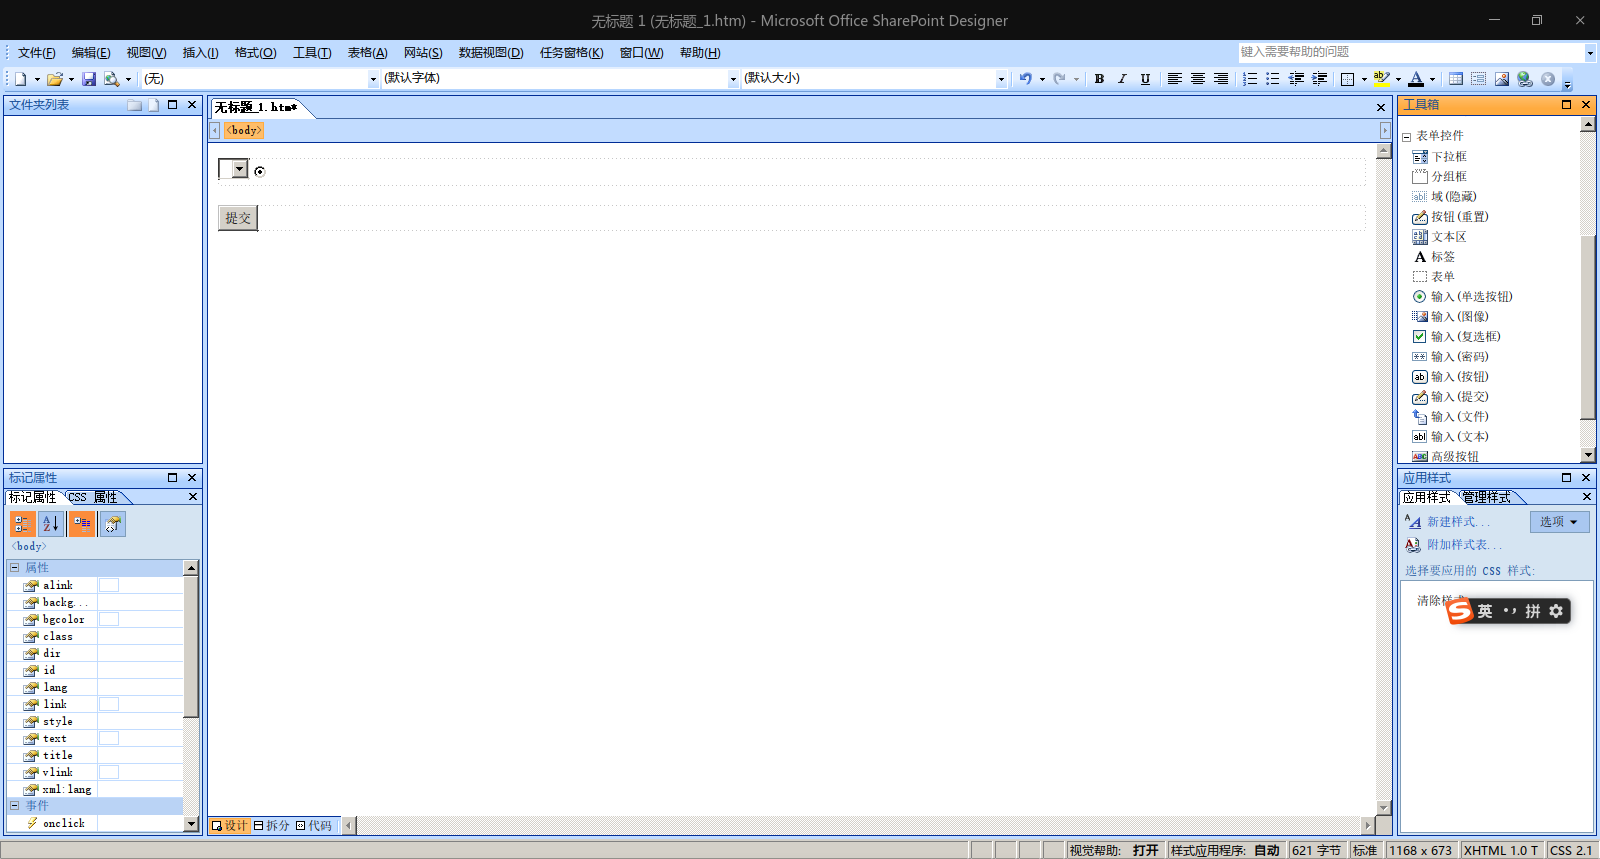 无标题 1 (无标题_1.htm) - Microsoft Office SharePoint Designer
文件(F) 编辑(E) 视图(V) 插入(I) 格式(O) 工具(T) 表格(A) 网站(S) 数据视图(D) 任务窗格(K) 窗口(W) 帮助(H) 键入需要帮助的问题
(无) (默认字体) (默认大小) B I U A
文件夹列表
无标题_1.htm*
<body>
提交
设计 拆分 代码
工具箱
表单控件
下拉框
分组框
域(隐藏)
按钮(重置)
文本区
标签
表单
输入(单选按钮)
输入(图像)
输入(复选框)
输入(密码)
输入(按钮)
输入(提交)
输入(文件)
输入(文本)
高级按钮
标记属性
标记属性 CSS 属性
<body>
属性
alink
backg...
bgcolor
class
dir
id
lang
link
style
text
title
vlink
xml:lang
事件
onclick
应用样式
应用样式 管理样式
新建样式... 选项
附加样式表...
选择要应用的 CSS 样式:
清除样式
英 拼
视觉帮助: 打开 样式应用程序: 自动 621 字节 标准 1168 x 673 XHTML 1.0 T CSS 2.1